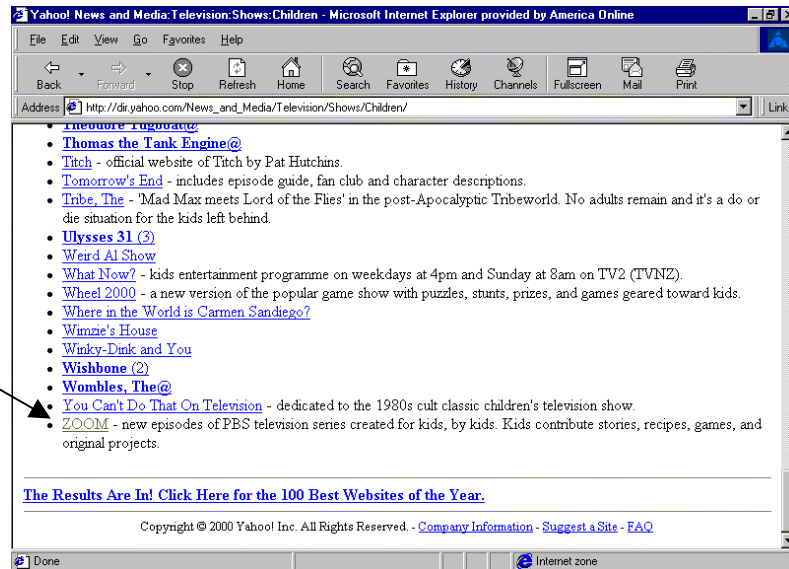 Yahoo! News and Media:Television:Shows:Children - Microsoft Internet Explorer provided by America Online
File Edit View Go Favorites Help
Back Forward Stop Refresh Home Search Favorites History Channels Fullscreen Mail Print
Address http://dir.yahoo.com/News_and_Media/Television/Shows/Children/ Link
Theodore Tugboat@
Thomas the Tank Engine@
Titch - official website of Titch by Pat Hutchins.
Tomorrow's End - includes episode guide, fan club and character descriptions.
Tribe, The - 'Mad Max meets Lord of the Flies' in the post-Apocalyptic Tribeworld. No adults remain and it's a do or
die situation for the kids left behind.
Ulysses 31 (3)
Weird Al Show
What Now? - kids entertainment programme on weekdays at 4pm and Sunday at 8am on TV2 (TVNZ).
Wheel 2000 - a new version of the popular game show with puzzles, stunts, prizes, and games geared toward kids.
Where in the World is Carmen Sandiego?
Wimzie's House
Winky-Dink and You
Wishbone (2)
Wombles, The@
You Can't Do That On Television - dedicated to the 1980s cult classic children's television show.
ZOOM - new episodes of PBS television series created for kids, by kids. Kids contribute stories, recipes, games, and
original projects.
The Results Are In! Click Here for the 100 Best Websites of the Year.
Copyright © 2000 Yahoo! Inc. All Rights Reserved. - Company Information - Suggest a Site - FAQ
Done Internet zone